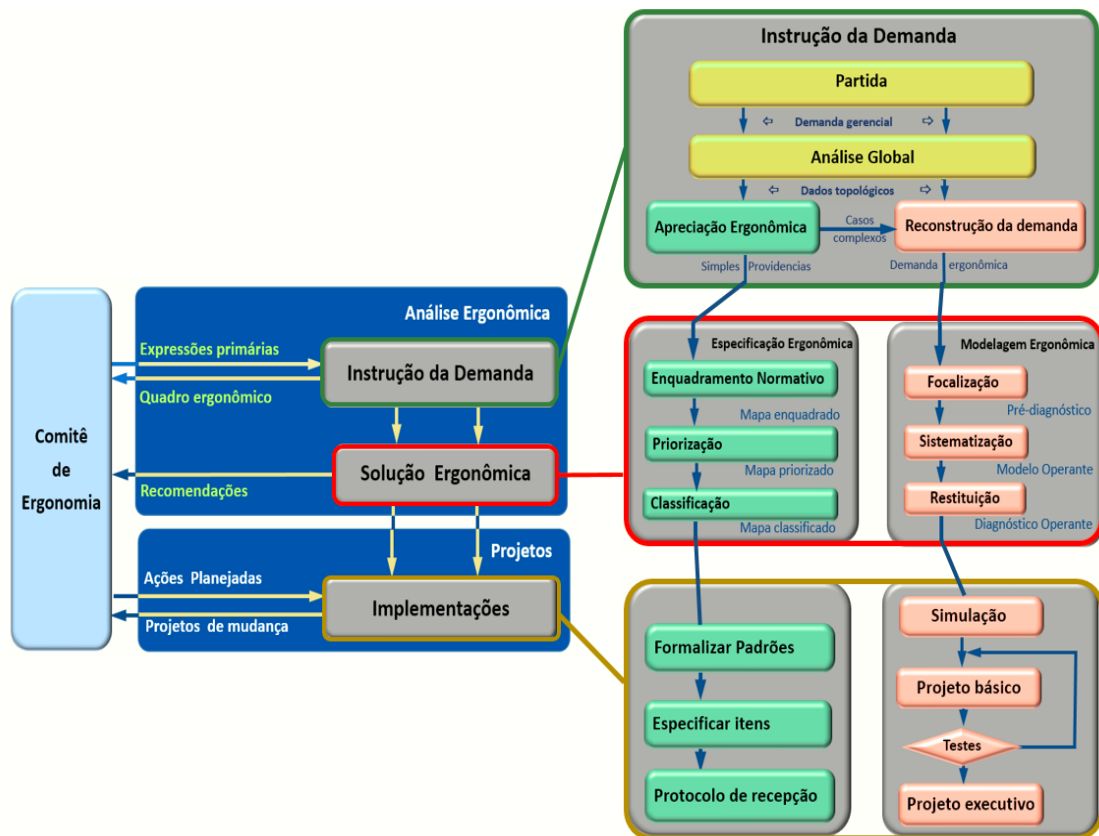 Instrução da Demanda
Partida
Demanda gerencial
Análise Global
Dados topológicos
Apreciação Ergonômica
Casos
complexos
Reconstrução da demanda
Simples Providencias
Demanda ergonômica
Comitê
de
Ergonomia
Análise Ergonômica
Expressões primárias
Instrução da Demanda
Quadro ergonômico
Solução Ergonômica
Recomendações
Projetos
Ações Planejadas
Implementações
Projetos de mudança
Especificação Ergonômica
Enquadramento Normativo
Mapa enquadrado
Priorização
Mapa priorizado
Classificação
Mapa classificado
Modelagem Ergonômica
Focalização
Pré-diagnóstico
Sistematização
Modelo Operante
Restituição
Diagnóstico Operante
Formalizar Padrões
Especificar itens
Protocolo de recepção
Simulação
Projeto básico
Testes
Projeto executivo